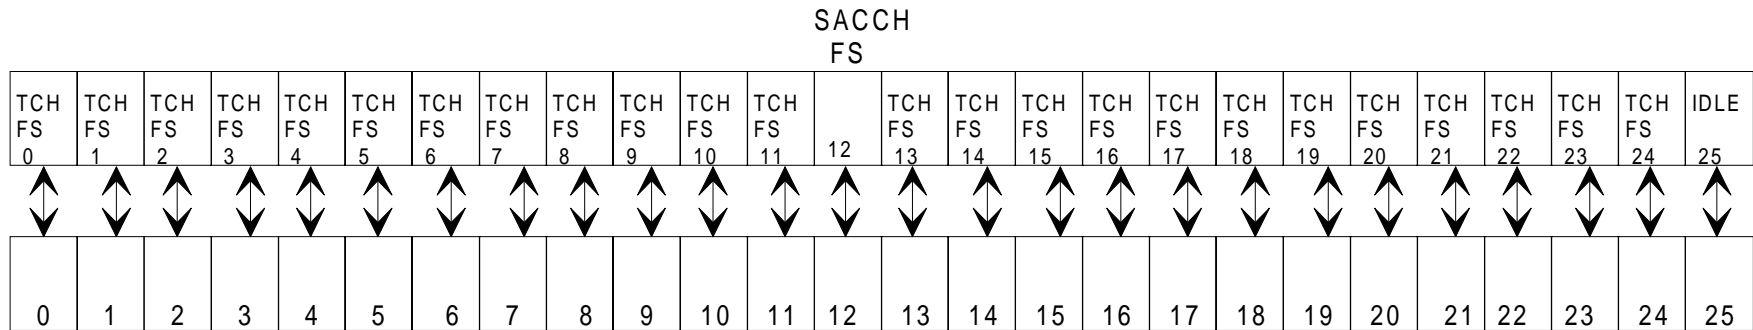 SACCH
FS
TCH TCH TCH TCH TCH TCH TCH TCH TCH TCH TCH TCH TCH TCH TCH TCH TCH TCH TCH TCH TCH TCH TCH TCH IDLE
FS FS FS FS FS FS FS FS FS FS FS FS FS FS FS FS FS FS FS FS FS FS FS FS
0 1 2 3 4 5 6 7 8 9 10 11 12 13 14 15 16 17 18 19 20 21 22 23 24 25
0 1 2 3 4 5 6 7 8 9 10 11 12 13 14 15 16 17 18 19 20 21 22 23 24 25